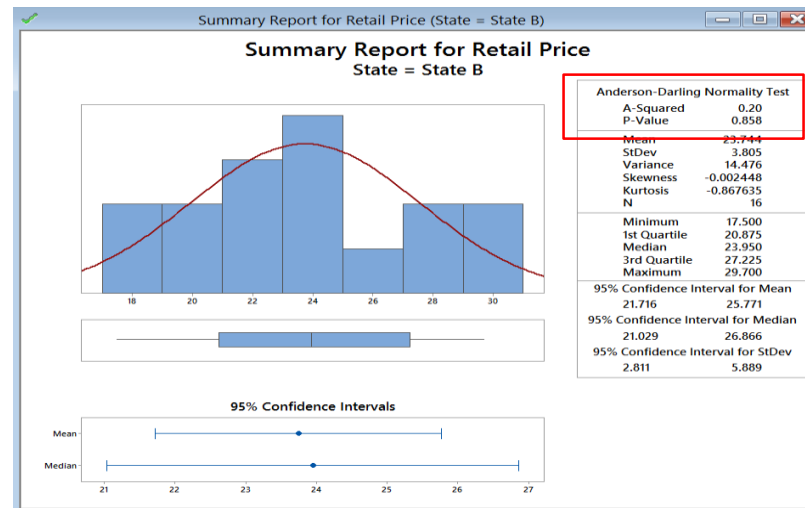 Summary Report for Retail Price (State = State B)
Summary Report for Retail Price
State = State B
18 20 22 24 26 28 30
95% Confidence Intervals
Mean
Median
21 22 23 24 25 26 27
Anderson-Darling Normality Test
A-Squared 0.20
P-Value 0.858
Mean 23.744
StDev 3.805
Variance 14.476
Skewness -0.002448
Kurtosis -0.867635
N 16
Minimum 17.500
1st Quartile 20.875
Median 23.950
3rd Quartile 27.225
Maximum 29.700
95% Confidence Interval for Mean
21.716 25.771
95% Confidence Interval for Median
21.029 26.866
95% Confidence Interval for StDev
2.811 5.889